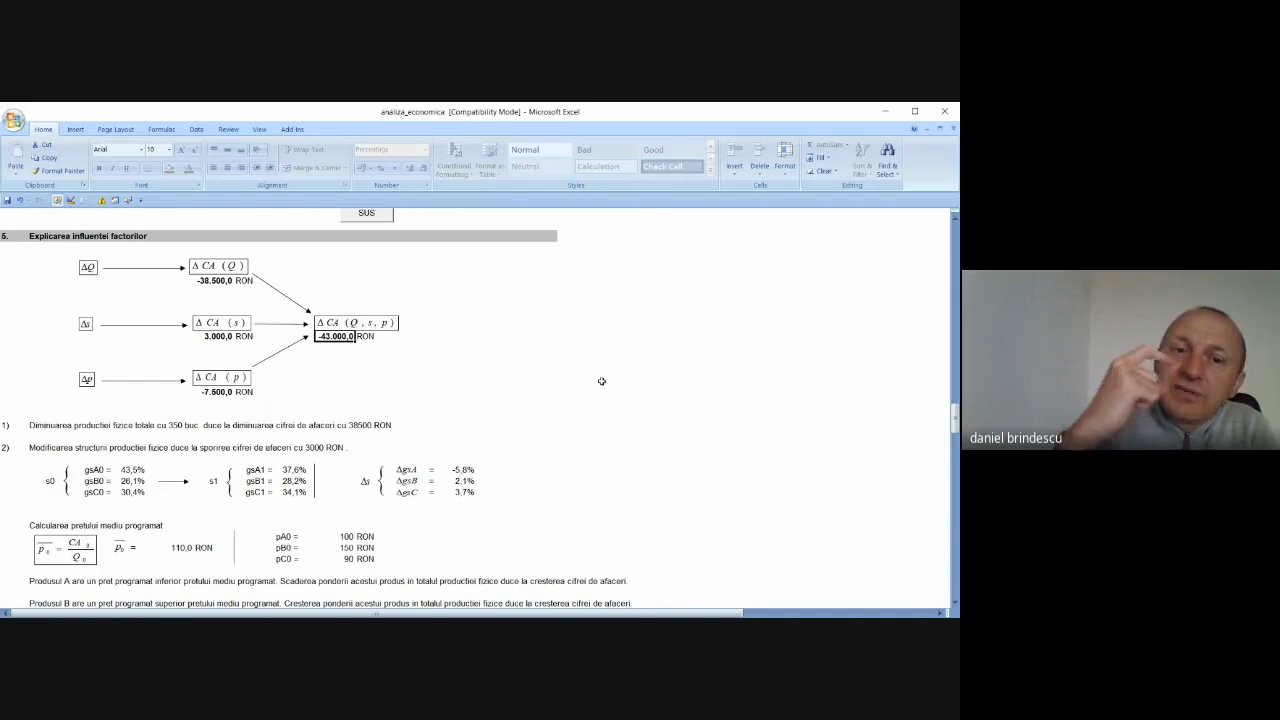 analiza_economica [Compatibility Mode] - Microsoft Excel
Home Insert Page Layout Formulas Data Review View Add-Ins
Paste Cut Copy Format Painter Clipboard
Arial 10 Font
Wrap Text Merge & Center Alignment
Percentage Number
Conditional Formatting Format as Table Normal Bad Good Neutral Calculation Check Cell Styles
Insert Delete Format Cells
AutoSum Fill Clear Sort & Filter Find & Select Editing
SUS
5. Explicarea influentei factorilor
ΔQ Δ CA ( Q )
-38.500,0 RON
Δs Δ CA ( s ) Δ CA ( Q , s , p )
3.000,0 RON -43.000,0 RON
Δp Δ CA ( p )
-7.500,0 RON
1) Diminuarea productiei fizice totale cu 350 buc. duce la diminuarea cifrei de afaceri cu 38500 RON
2) Modificarea structurii productiei fizice duce la sporirea cifrei de afaceri cu 3000 RON .
gsA0 = 43,5% gsA1 = 37,6% ΔgsA = -5,8%
s0 gsB0 = 26,1% s1 gsB1 = 28,2% Δs ΔgsB = 2,1%
gsC0 = 30,4% gsC1 = 34,1% ΔgsC = 3,7%
Calcularea pretului mediu programat
pA0 = 100 RON
p0 = CA0 / Q0 p0 = 110,0 RON pB0 = 150 RON
pC0 = 90 RON
Produsul A are un pret programat inferior pretului mediu programat. Scaderea ponderii acestui produs in totalul productiei fizice duce la cresterea cifrei de afaceri.
Produsul B are un pret programat superior pretului mediu programat. Cresterea ponderii acestui produs in totalul productiei fizice duce la cresterea cifrei de afaceri.
daniel brindescu